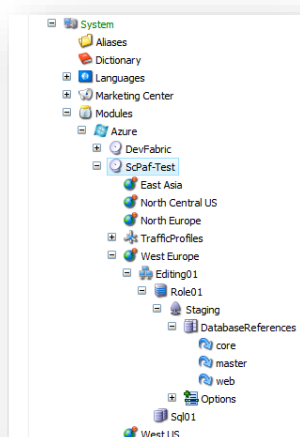 System
Aliases
Dictionary
Languages
Marketing Center
Modules
Azure
DevFabric
ScPaf-Test
East Asia
North Central US
North Europe
TrafficProfiles
West Europe
Editing01
Role01
Staging
DatabaseReferences
core
master
web
Options
Sql01
West US